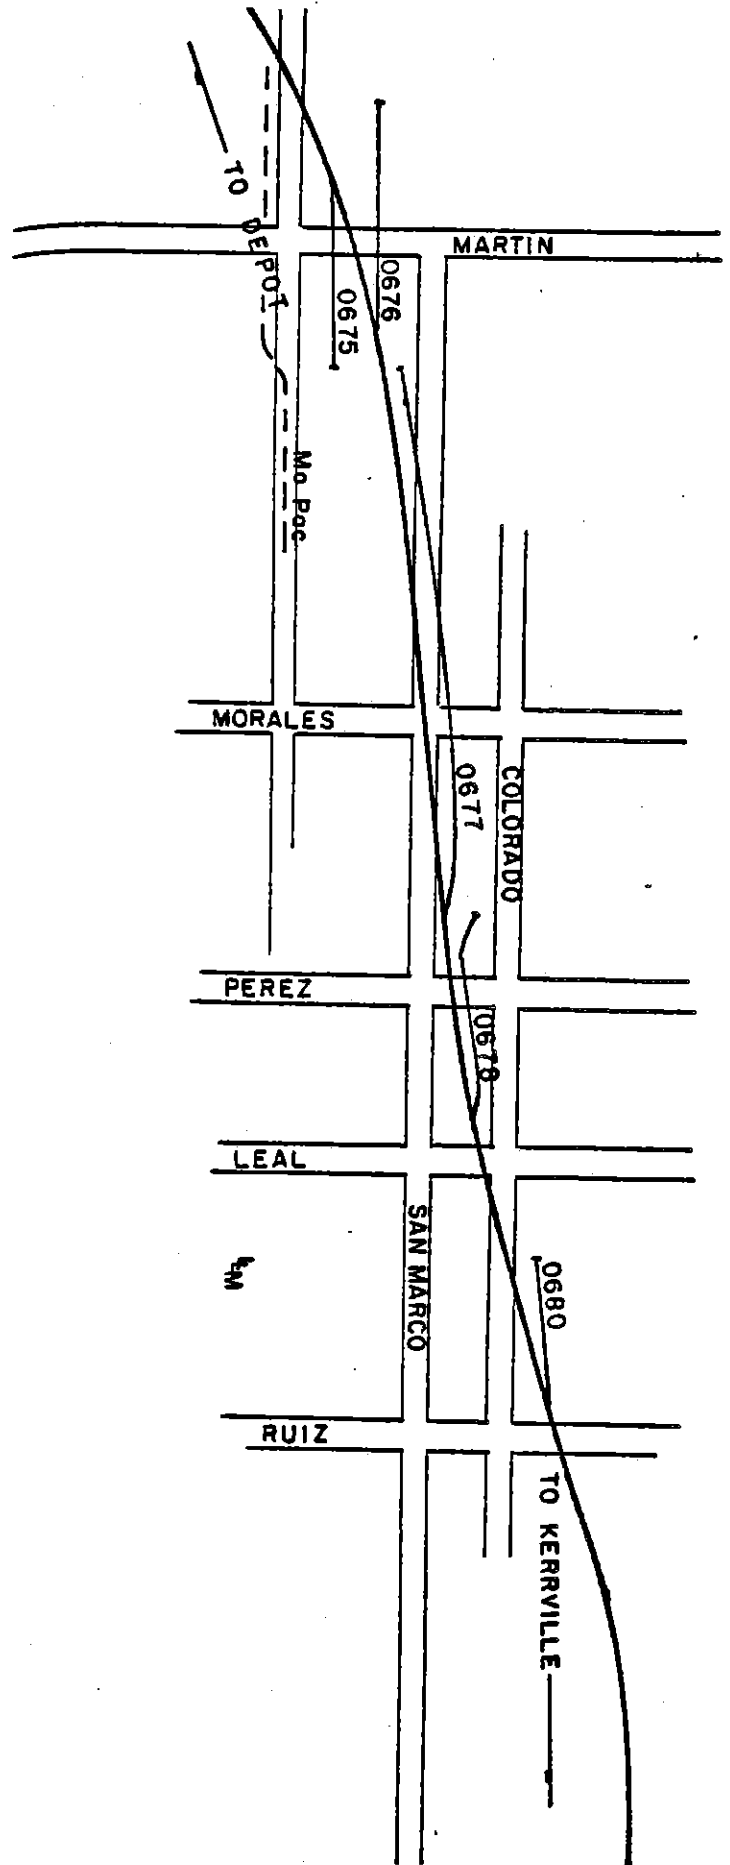 TO DEPOT
MARTIN
0676
0675
Mo Pac
MORALES
0677
COLORADO
PEREZ
0678
LEAL
SAN MARCO
0680
RUIZ
TO KERRVILLE